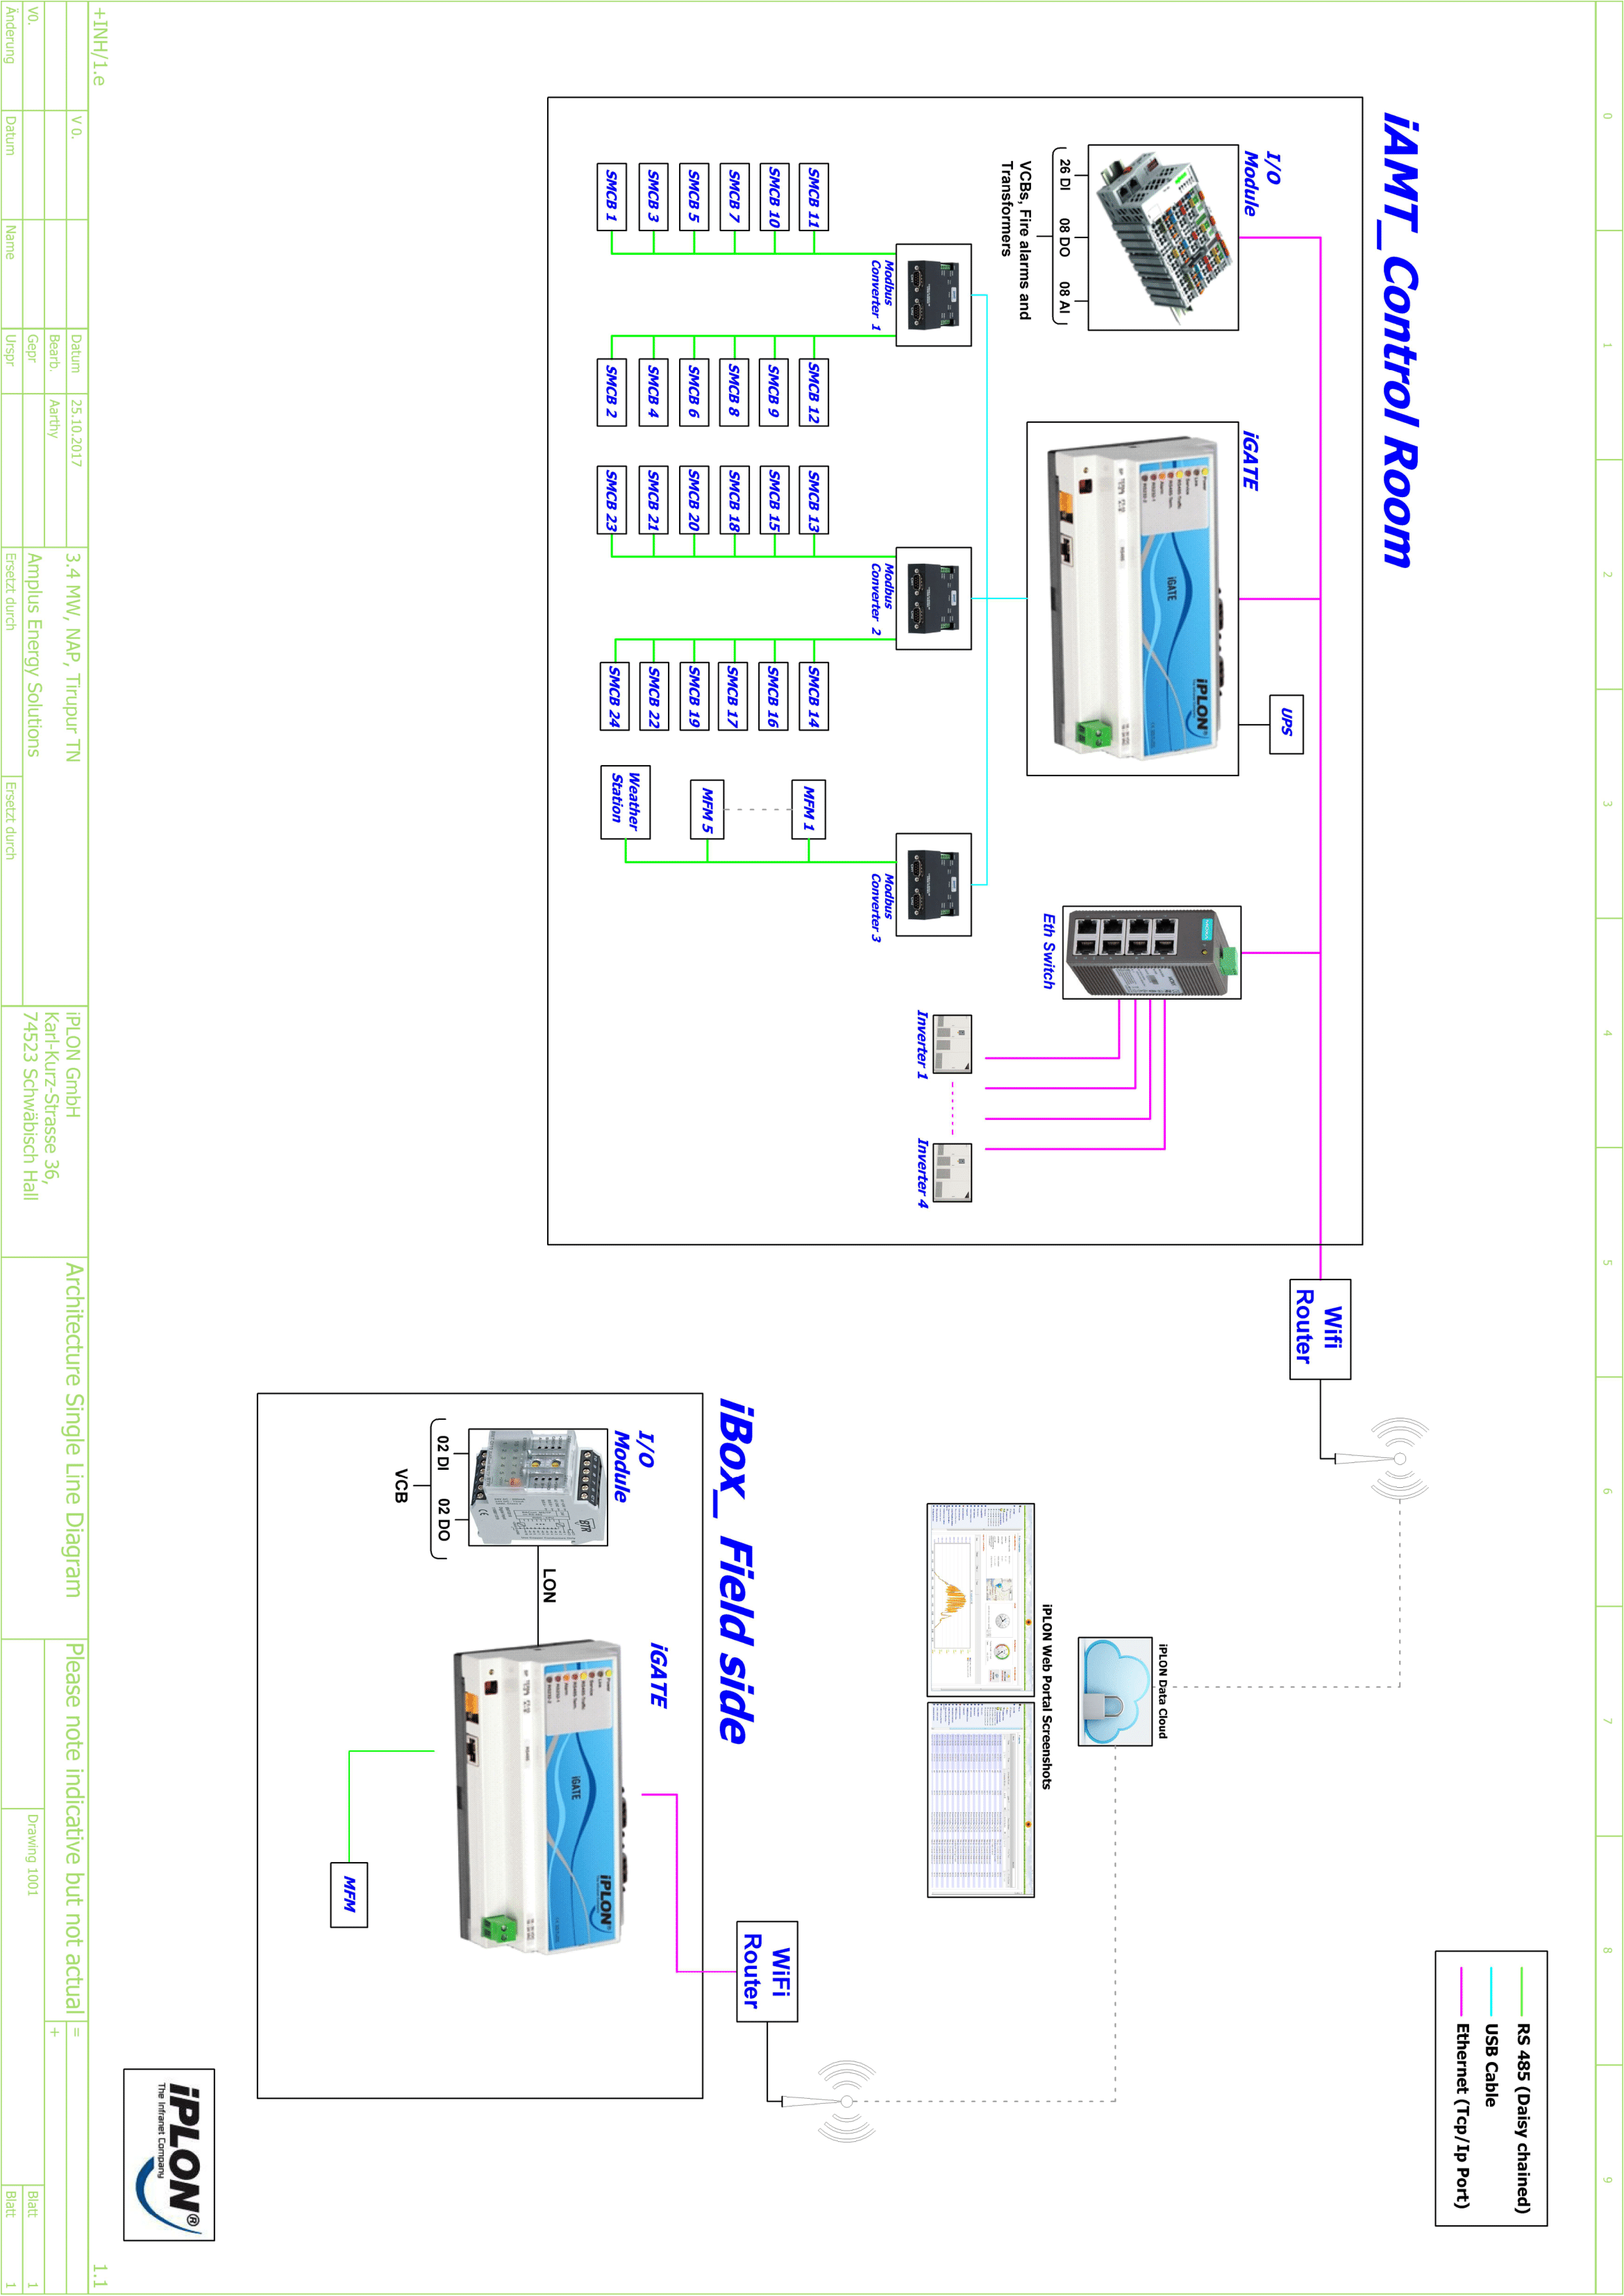 0
1
2
3
4
5
6
7
8
9
iAMT_Control Room
I/O
Module
26 DI
08 DO
08 AI
VCBs, Fire alarms and
Transformers
iGATE
iGATE
iPLON
UPS
Eth Switch
Inverter 1
Inverter 4
Modbus
Converter 1
Modbus
Converter 2
Modbus
Converter 3
SMCB 11
SMCB 10
SMCB 7
SMCB 5
SMCB 3
SMCB 1
SMCB 12
SMCB 9
SMCB 8
SMCB 6
SMCB 4
SMCB 2
SMCB 13
SMCB 15
SMCB 18
SMCB 20
SMCB 21
SMCB 23
SMCB 14
SMCB 16
SMCB 17
SMCB 19
SMCB 22
SMCB 24
MFM 1
MFM 5
Weather
Station
Wifi
Router
iPLON Data Cloud
iPLON Web Portal Screenshots
RS 485 (Daisy chained)
USB Cable
Ethernet (Tcp/Ip Port)
iBox_ Field side
I/O
Module
BTR
02 DI
02 DO
VCB
LON
iGATE
iGATE
iPLON
MFM
WiFi
Router
iPLON®
The Infranet Company
+INH/1.e
1.1
V 0.
Datum
25.10.2017
3.4 MW, NAP, Tirupur TN
iPLON GmbH
Architecture Single Line Diagram
Please note indicative but not actual
=
Bearb.
Aarthy
Karl-Kurz-Strasse 36,
+
V0.
Gepr
Amplus Energy Solutions
74523 Schwäbisch Hall
Drawing 1001
Blatt
1
Änderung
Datum
Name
Urspr
Ersetzt durch
Ersetzt durch
Blatt
1